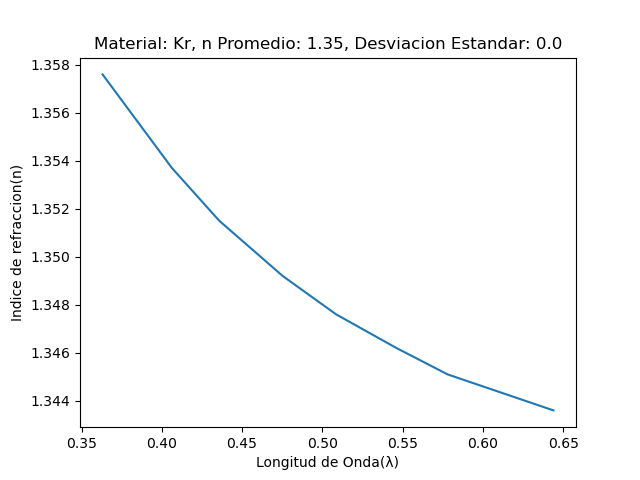 Material: Kr, n Promedio: 1.35, Desviacion Estandar: 0.0
1.358
1.356
1.354
1.352
1.350
1.348
1.346
1.344
Indice de refraccion(n)
0.35 0.40 0.45 0.50 0.55 0.60 0.65
Longitud de Onda(λ)